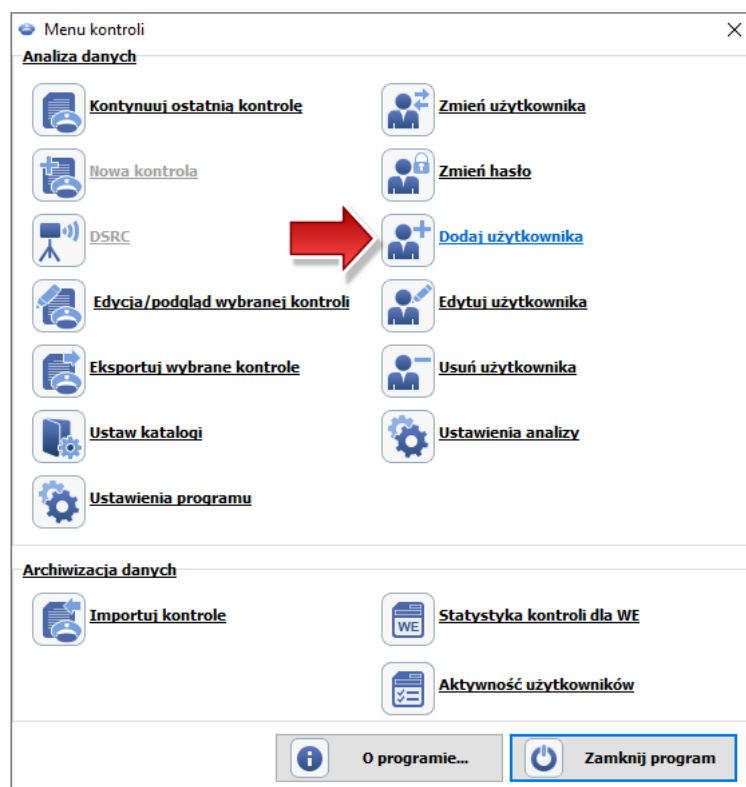 Menu kontroli
Analiza danych
Kontynuuj ostatnią kontrole
Zmień użytkownika
Nowa kontrola
Zmień hasło
DSRC
Dodaj użytkownika
Edycja/podgląd wybranej kontroli
Edytuj użytkownika
Eksportuj wybrane kontrole
Usuń użytkownika
Ustaw katalogi
Ustawienia analizy
Ustawienia programu
Archiwizacja danych
Importuj kontrole
WE
Statystyka kontroli dla WE
Aktywność użytkowników
O programie...
Zamknij program